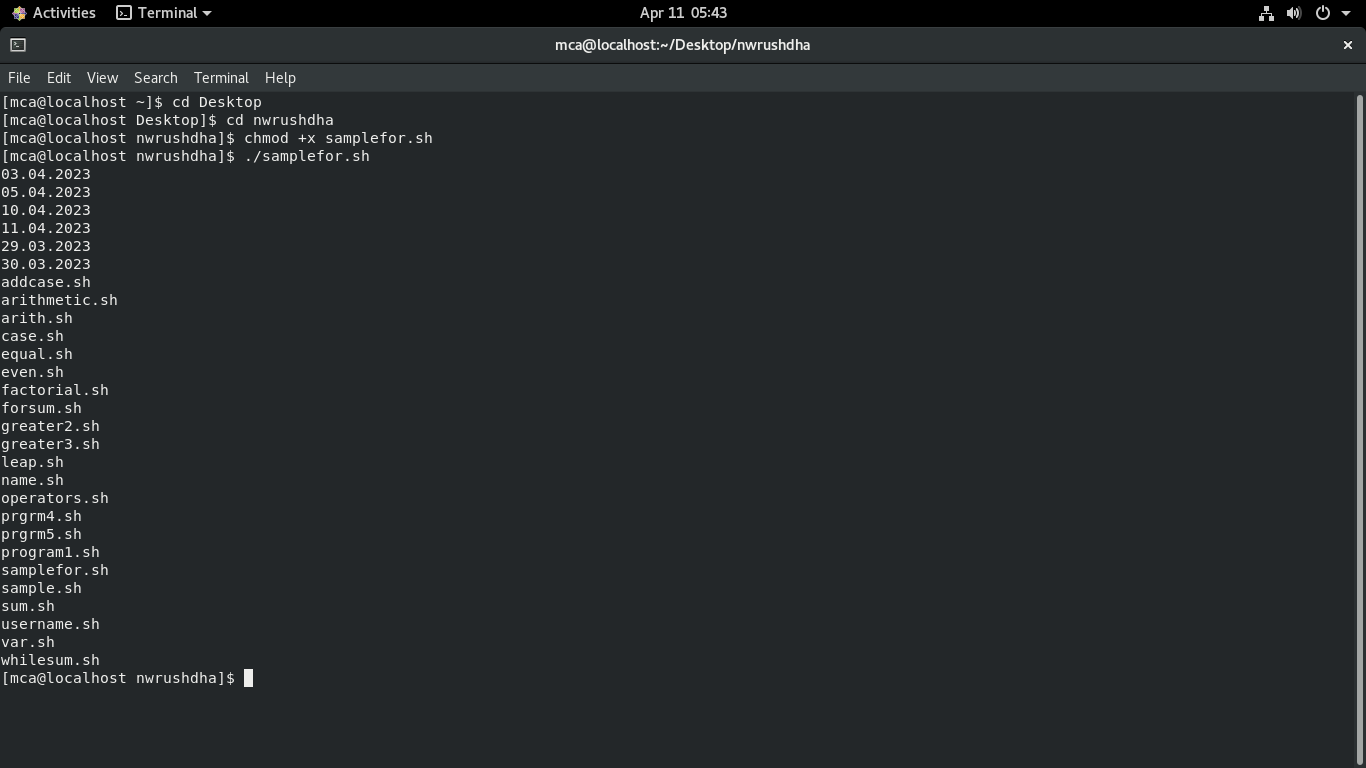 Activities Terminal Apr 11 05:43
mca@localhost:~/Desktop/nwrushdha
File Edit View Search Terminal Help
[mca@localhost ~]$ cd Desktop
[mca@localhost Desktop]$ cd nwrushdha
[mca@localhost nwrushdha]$ chmod +x samplefor.sh
[mca@localhost nwrushdha]$ ./samplefor.sh
03.04.2023
05.04.2023
10.04.2023
11.04.2023
29.03.2023
30.03.2023
addcase.sh
arithmetic.sh
arith.sh
case.sh
equal.sh
even.sh
factorial.sh
forsum.sh
greater2.sh
greater3.sh
leap.sh
name.sh
operators.sh
prgrm4.sh
prgrm5.sh
program1.sh
samplefor.sh
sample.sh
sum.sh
username.sh
var.sh
whilesum.sh
[mca@localhost nwrushdha]$